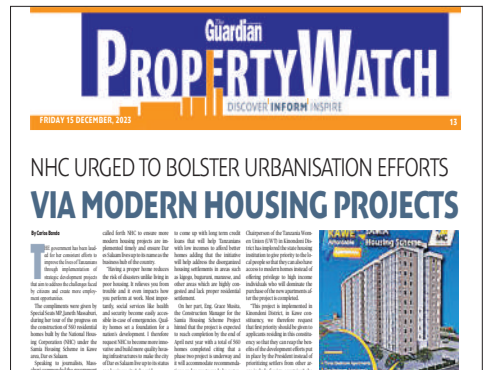 The Guardian
PROPERTYWATCH
DISCOVER INFORM INSPIRE
FRIDAY 15 DECEMBER, 2023
13
NHC URGED TO BOLSTER URBANISATION EFFORTS
VIA MODERN HOUSING PROJECTS
By Carlos Banda
THE government has been laud-
ed for her constant efforts to
improve the lives of Tanzanians
through implementation of
strategic development projects
that aim to address the challenges faced
by citizens and create more employ-
ment opportunities.
The compliments were given by
Special Seats MP, Janeth Masaburi,
during her tour of the progress on
the construction of 560 residential
homes built by the National Hous-
ing Corporation (NHC) under the
Samia Housing Scheme in Kawe
area, Dar es Salaam.
Speaking to journalists,
called forth NHC to ensure more
modern housing projects are im-
plemented timely and ensure Dar
es Salaam lives up to its name as the
business hub of the country.
"Having a proper home reduces
the risk of disasters unlike living in
poor housing. It relieves you from
trouble and it even impacts how
you perform at work. Most impor-
tantly, social services like health
and security become easily acces-
sible in case of emergencies. Qual-
ity homes set a foundation for a
nation's development. I therefore
request NHC to become more inno-
vative and build more quality hous-
ing infrastructures to make the city
of Dar es Salaam live up to its status
to come up with long term credit
loans that will help Tanzanians
with low incomes to afford better
homes adding that the initiative
will help address the disorganized
housing settlements in areas such
as kigogo, buguruni, manzese, and
other areas which are highly con-
gested and lack proper residential
settlement.
On her part, Eng. Grace Musita,
the Construction Manager for the
Samia Housing Scheme Project
hinted that the project is expected
to reach completion by the end of
April next year with a total of 560
homes completed citing that a
phase two project is underway and
it will accommodate
Chairperson of the Tanzania Wom-
en Union (UWT) in Kinondoni Dis-
trict has implored the state housing
institution to give priority to the lo-
cal people so that they can also have
access to modern homes instead of
offering privilege to high income
individuals who will dominate the
purchase of the new apartments af-
ter the project is completed.
"This project is implemented in
Kinondoni District, in Kawe con-
stituency, we therefore request
that first priority should be given to
applicants residing in this constitu-
ency so that they can reap the ben-
efits of the development efforts put
in place by the President instead of
prioritizing settlers from other
KAWE
Affordable
Housing Scheme